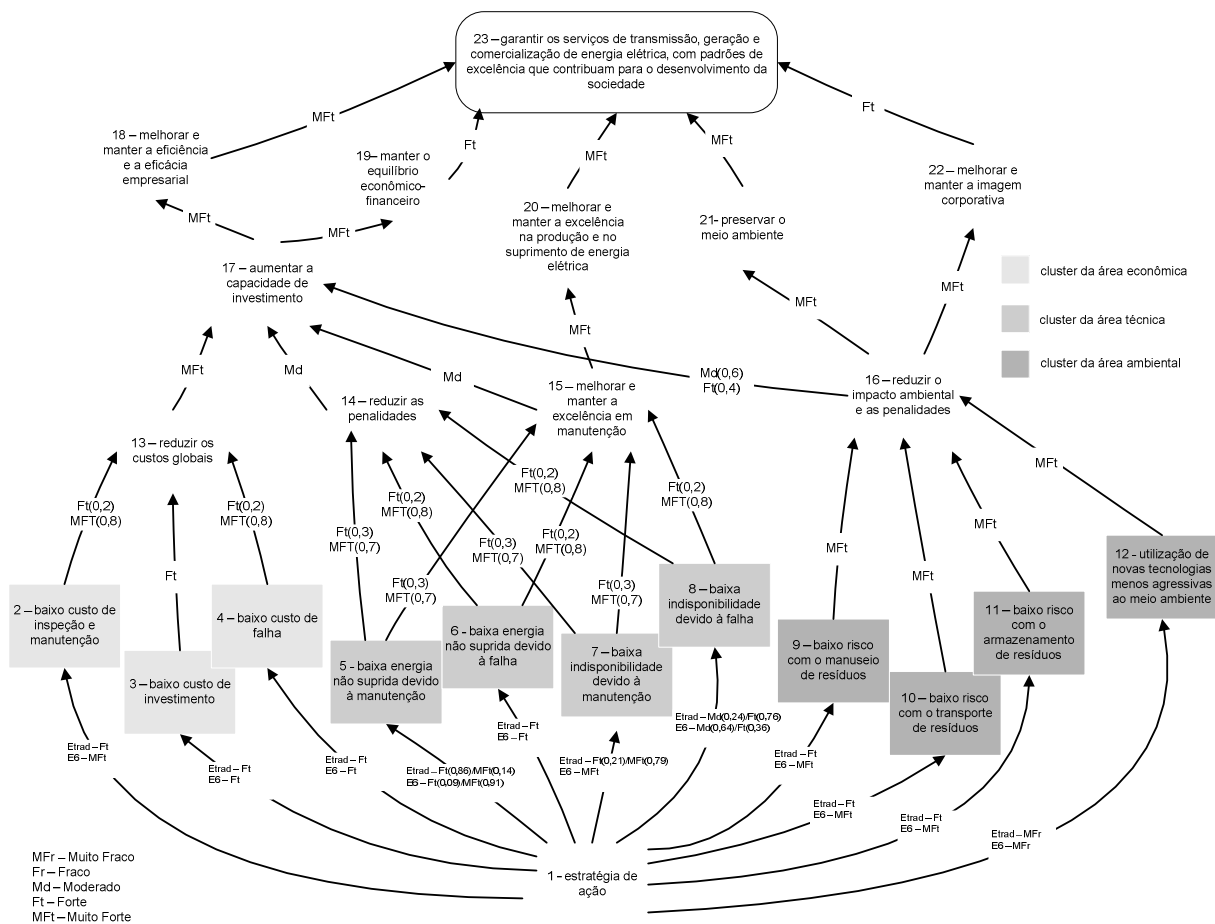 23 – garantir os serviços de transmissão, geração e
comercialização de energia elétrica, com padrões de
excelência que contribuam para o desenvolvimento da
sociedade
MFt
Ft
MFt
MFt
Ft
18 – melhorar e
manter a eficiência
e a eficácia
empresarial
19 – manter o
equilíbrio
econômico-
financeiro
20 – melhorar e
manter a excelência
na produção e no
suprimento de energia
elétrica
21- preservar o
meio ambiente
22 – melhorar e
manter a imagem
corporativa
MFt
MFt
17 – aumentar a
capacidade de
investimento
MFt
MFt
MFt
cluster da área econômica
cluster da área técnica
cluster da área ambiental
MFt
Md
Md
Md(0,6)
Ft(0,4)
13 – reduzir os
custos globais
14 – reduzir as
penalidades
15 – melhorar e
manter a
excelência em
manutenção
16 – reduzir o
impacto ambiental
e as penalidades
Ft(0,2)
MFT(0,8)
Ft
Ft(0,2)
MFT(0,8)
Ft(0,3)
MFT(0,7)
Ft(0,3)
MFT(0,7)
Ft(0,2)
MFT(0,8)
Ft(0,2)
MFT(0,8)
Ft(0,3)
MFT(0,7)
Ft(0,3)
MFT(0,7)
Ft(0,2)
MFT(0,8)
Ft(0,2)
MFT(0,8)
MFt
MFt
MFt
MFt
2 – baixo custo de
inspeção e
manutenção
3 – baixo custo de
investimento
4 – baixo custo de
falha
5 - baixa energia
não suprida devido
à manutenção
6 - baixa energia
não suprida devido
à falha
7 – baixa
indisponibilidade
devido à
manutenção
8 – baixa
indisponibilidade
devido à falha
9 – baixo risco
com o manuseio
de resíduos
10 – baixo risco
com o transporte
de resíduos
11 – baixo risco
com o
armazenamento
de resíduos
12 - utilização de
novas tecnologias
menos agressivas
ao meio ambiente
Etrad – Ft
E6 – MFt
Etrad – Ft
E6 – Ft
Etrad – Ft
E6 – Ft
Etrad – Ft(0,86)/MFt(0,14)
E6 – Ft(0,09)/MFt(0,91)
Etrad – Ft
E6 – Ft
Etrad – Ft(0,21)/MFt(0,79)
E6 – MFt
Etrad – Md(0,24)/Ft(0,76)
E6 – Md(0,64)/Ft(0,36)
Etrad – Ft
E6 – MFt
Etrad – Ft
E6 – MFt
Etrad – Ft
E6 – MFt
Etrad – MFr
E6 – MFr
1 - estratégia de
ação
MFr – Muito Fraco
Fr – Fraco
Md – Moderado
Ft – Forte
MFt – Muito Forte